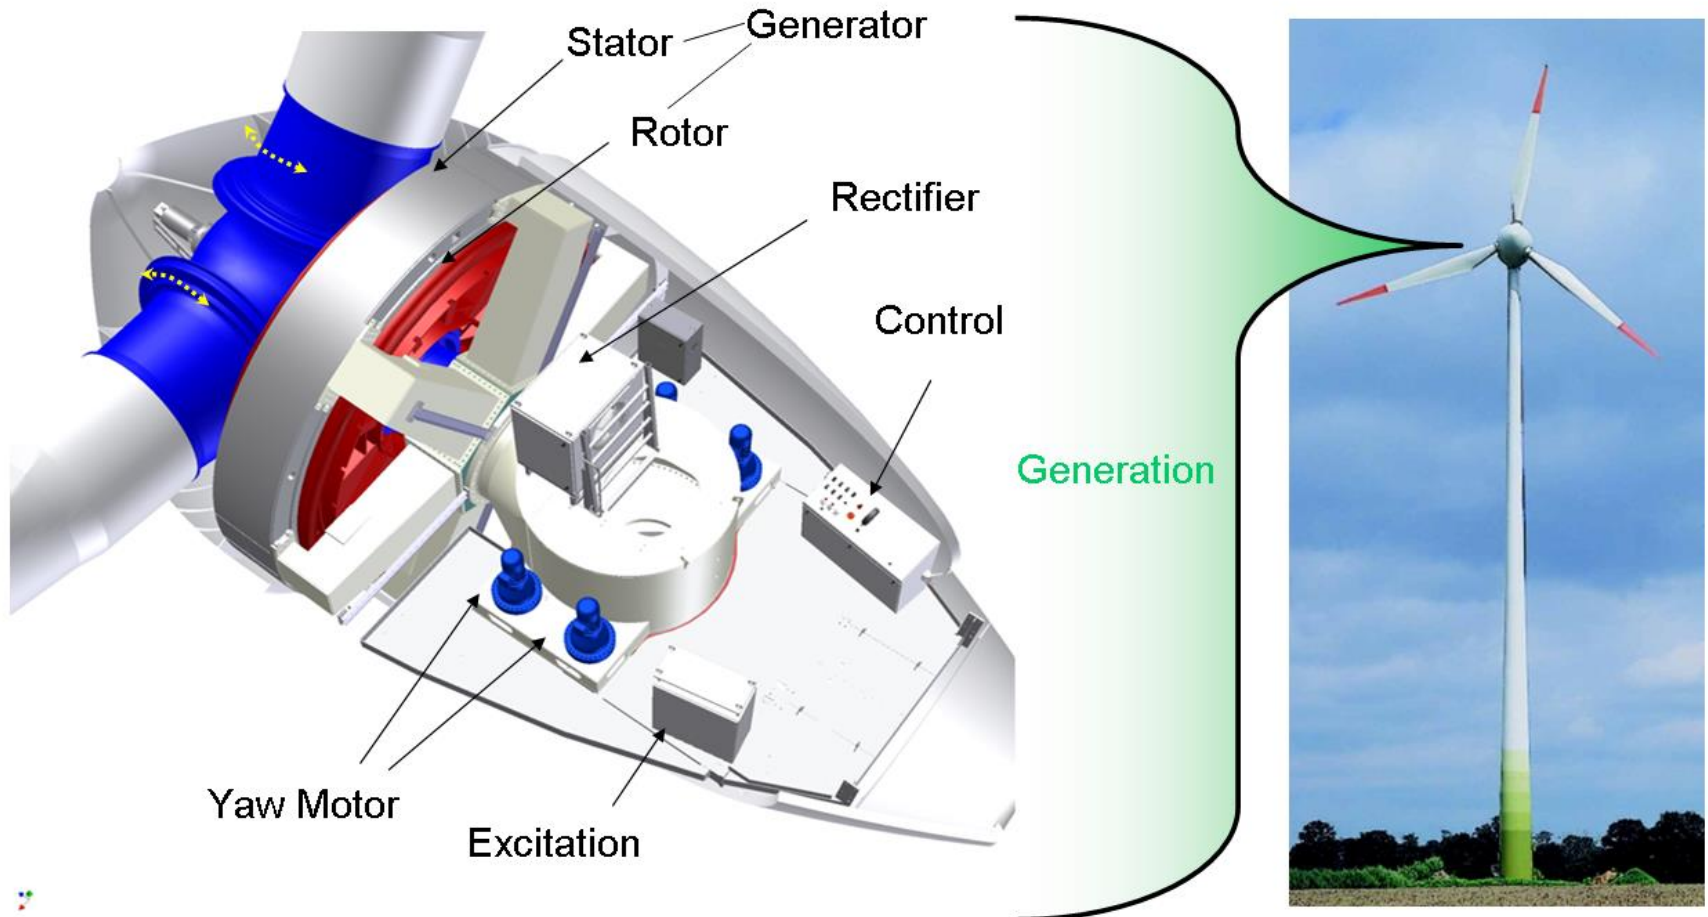 Generator
Stator
Rotor
Rectifier
Control
Generation
Yaw Motor
Excitation